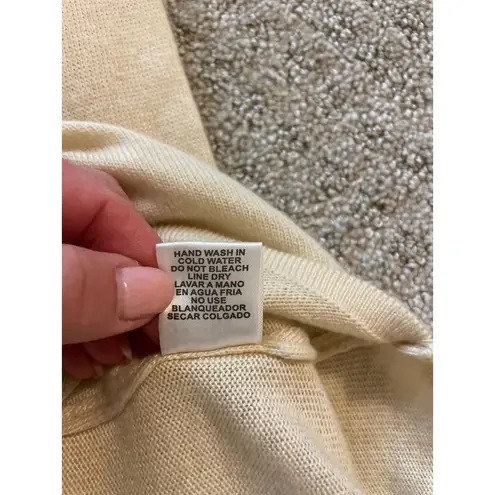 HAND WASH IN
COLD WATER
DO NOT BLEACH
LINE DRY
LAVAR A MANO
EN AGUA FRIA
NO USE
BLANQUEADOR
SECAR COLGADO